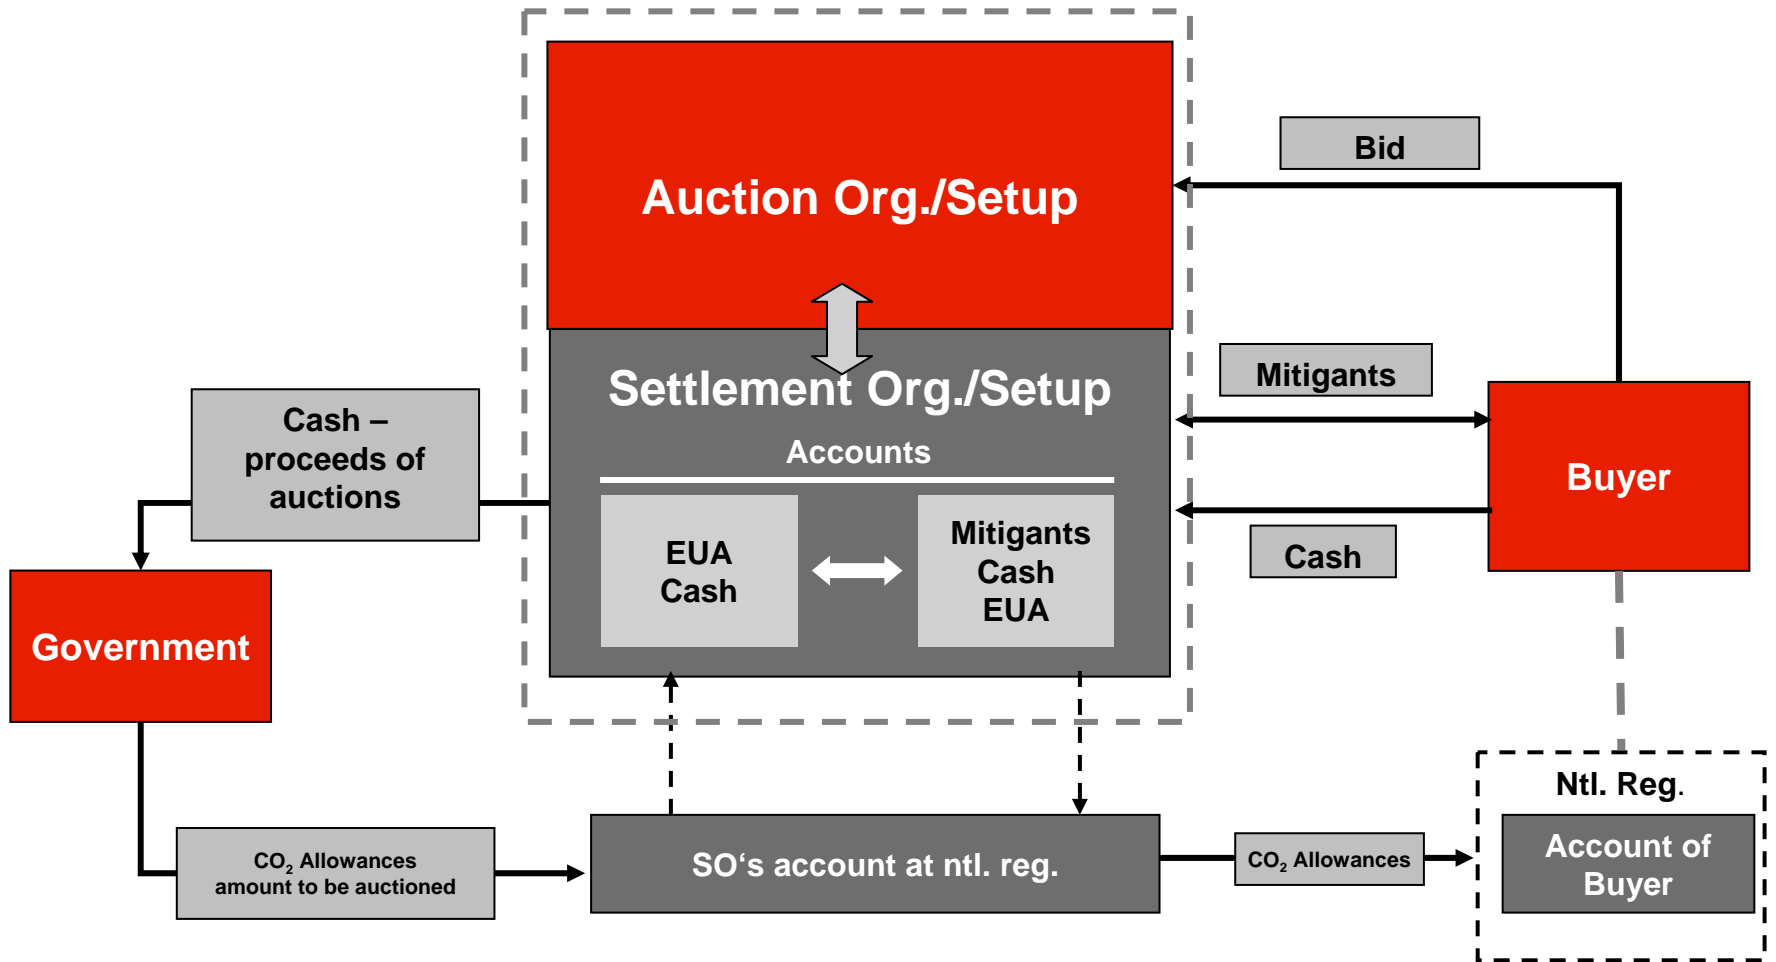 Auction Org./Setup
Bid
Settlement Org./Setup
Mitigants
Accounts
Cash –
proceeds of
auctions
EUA
Cash
Mitigants
Cash
EUA
Buyer
Cash
Government
CO₂ Allowances
amount to be auctioned
SO‘s account at ntl. reg.
CO₂ Allowances
Ntl. Reg.
Account of
Buyer